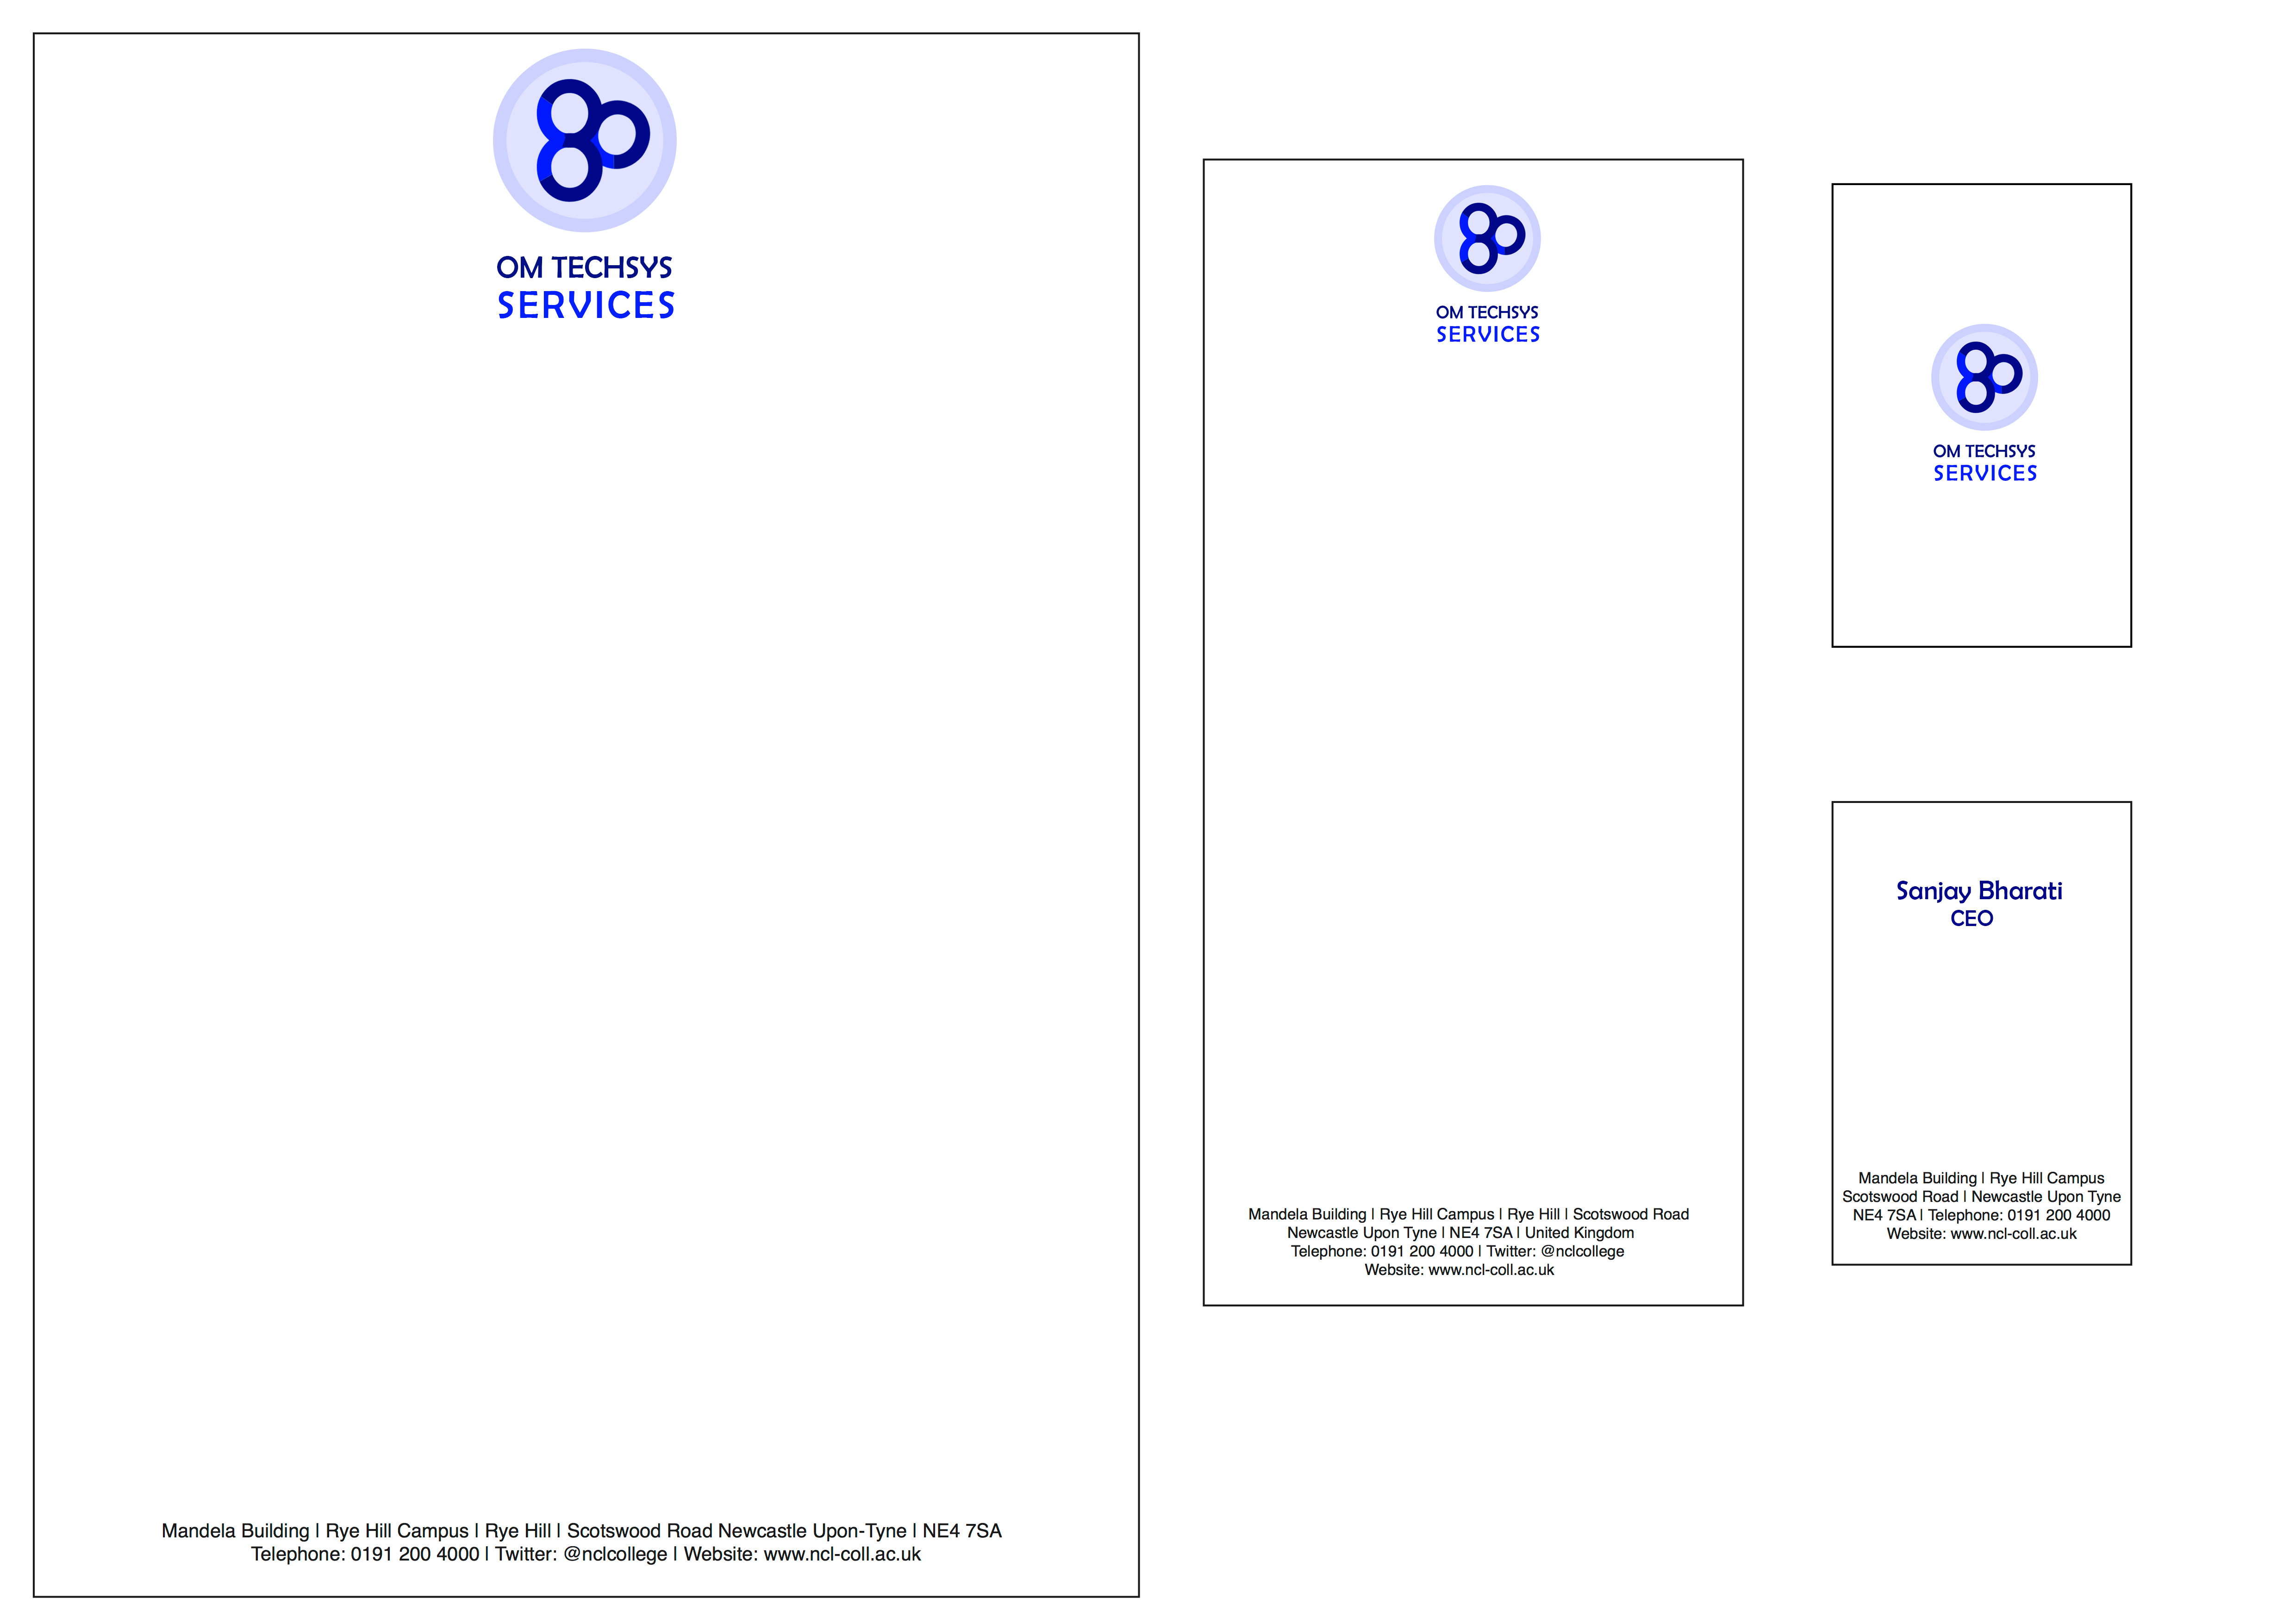 OM TECHSYS
SERVICES
Mandela Building | Rye Hill Campus | Rye Hill | Scotswood Road Newcastle Upon-Tyne | NE4 7SA
Telephone: 0191 200 4000 | Twitter: @nclcollege | Website: www.ncl-coll.ac.uk
OM TECHSYS
SERVICES
Mandela Building | Rye Hill Campus | Rye Hill | Scotswood Road
Newcastle Upon Tyne | NE4 7SA | United Kingdom
Telephone: 0191 200 4000 | Twitter: @nclcollege
Website: www.ncl-coll.ac.uk
OM TECHSYS
SERVICES
Sanjay Bharati
CEO
Mandela Building | Rye Hill Campus
Scotswood Road | Newcastle Upon Tyne
NE4 7SA | Telephone: 0191 200 4000
Website: www.ncl-coll.ac.uk